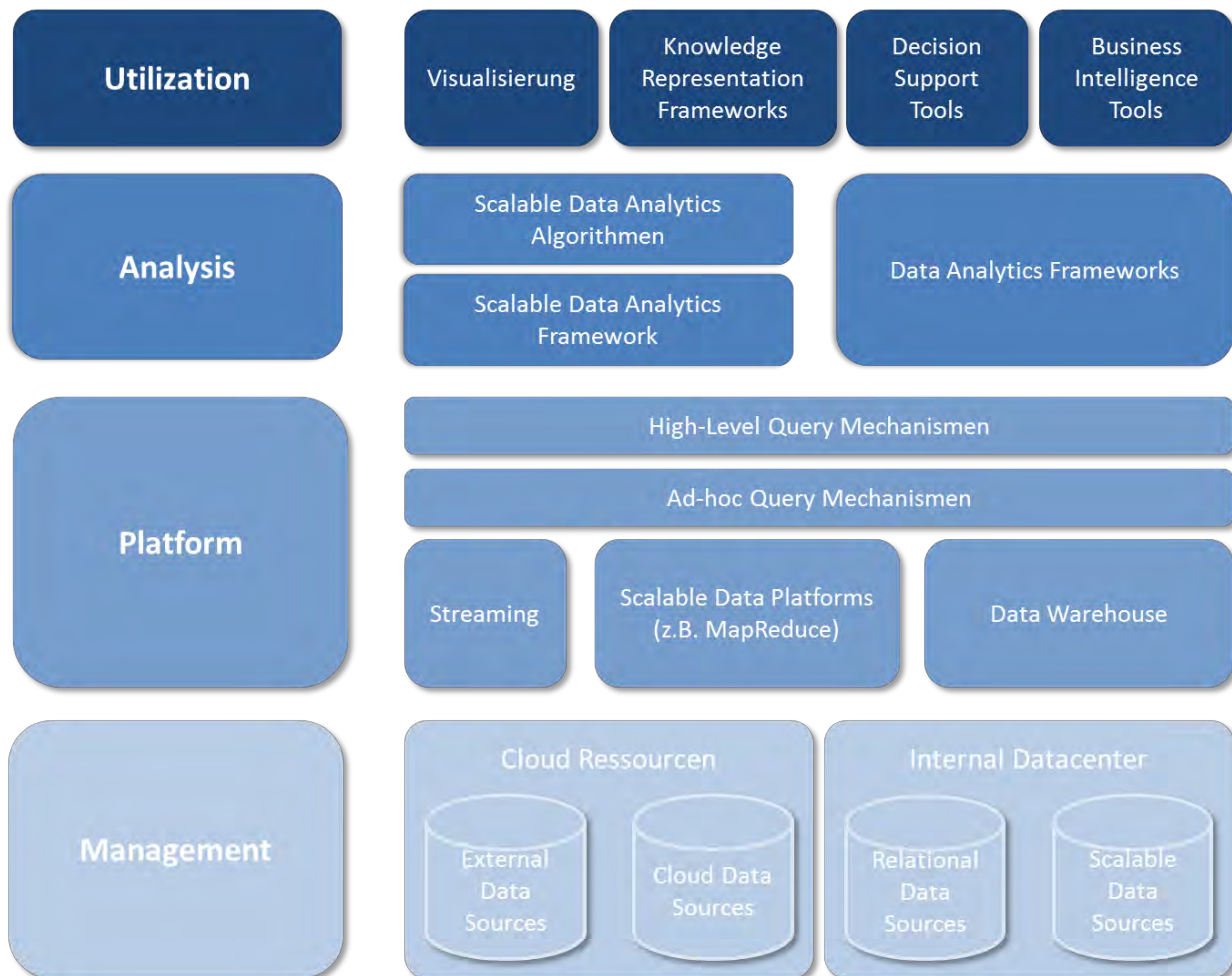 Utilization
Visualisierung
Knowledge
Representation
Frameworks
Decision
Support
Tools
Business
Intelligence
Tools
Analysis
Scalable Data Analytics
Algorithmen
Scalable Data Analytics
Framework
Data Analytics Frameworks
Platform
High-Level Query Mechanismen
Ad-hoc Query Mechanismen
Streaming
Scalable Data Platforms
(z.B. MapReduce)
Data Warehouse
Management
Cloud Ressourcen
External
Data
Sources
Cloud Data
Sources
Internal Datacenter
Relational
Data
Sources
Scalable
Data
Sources